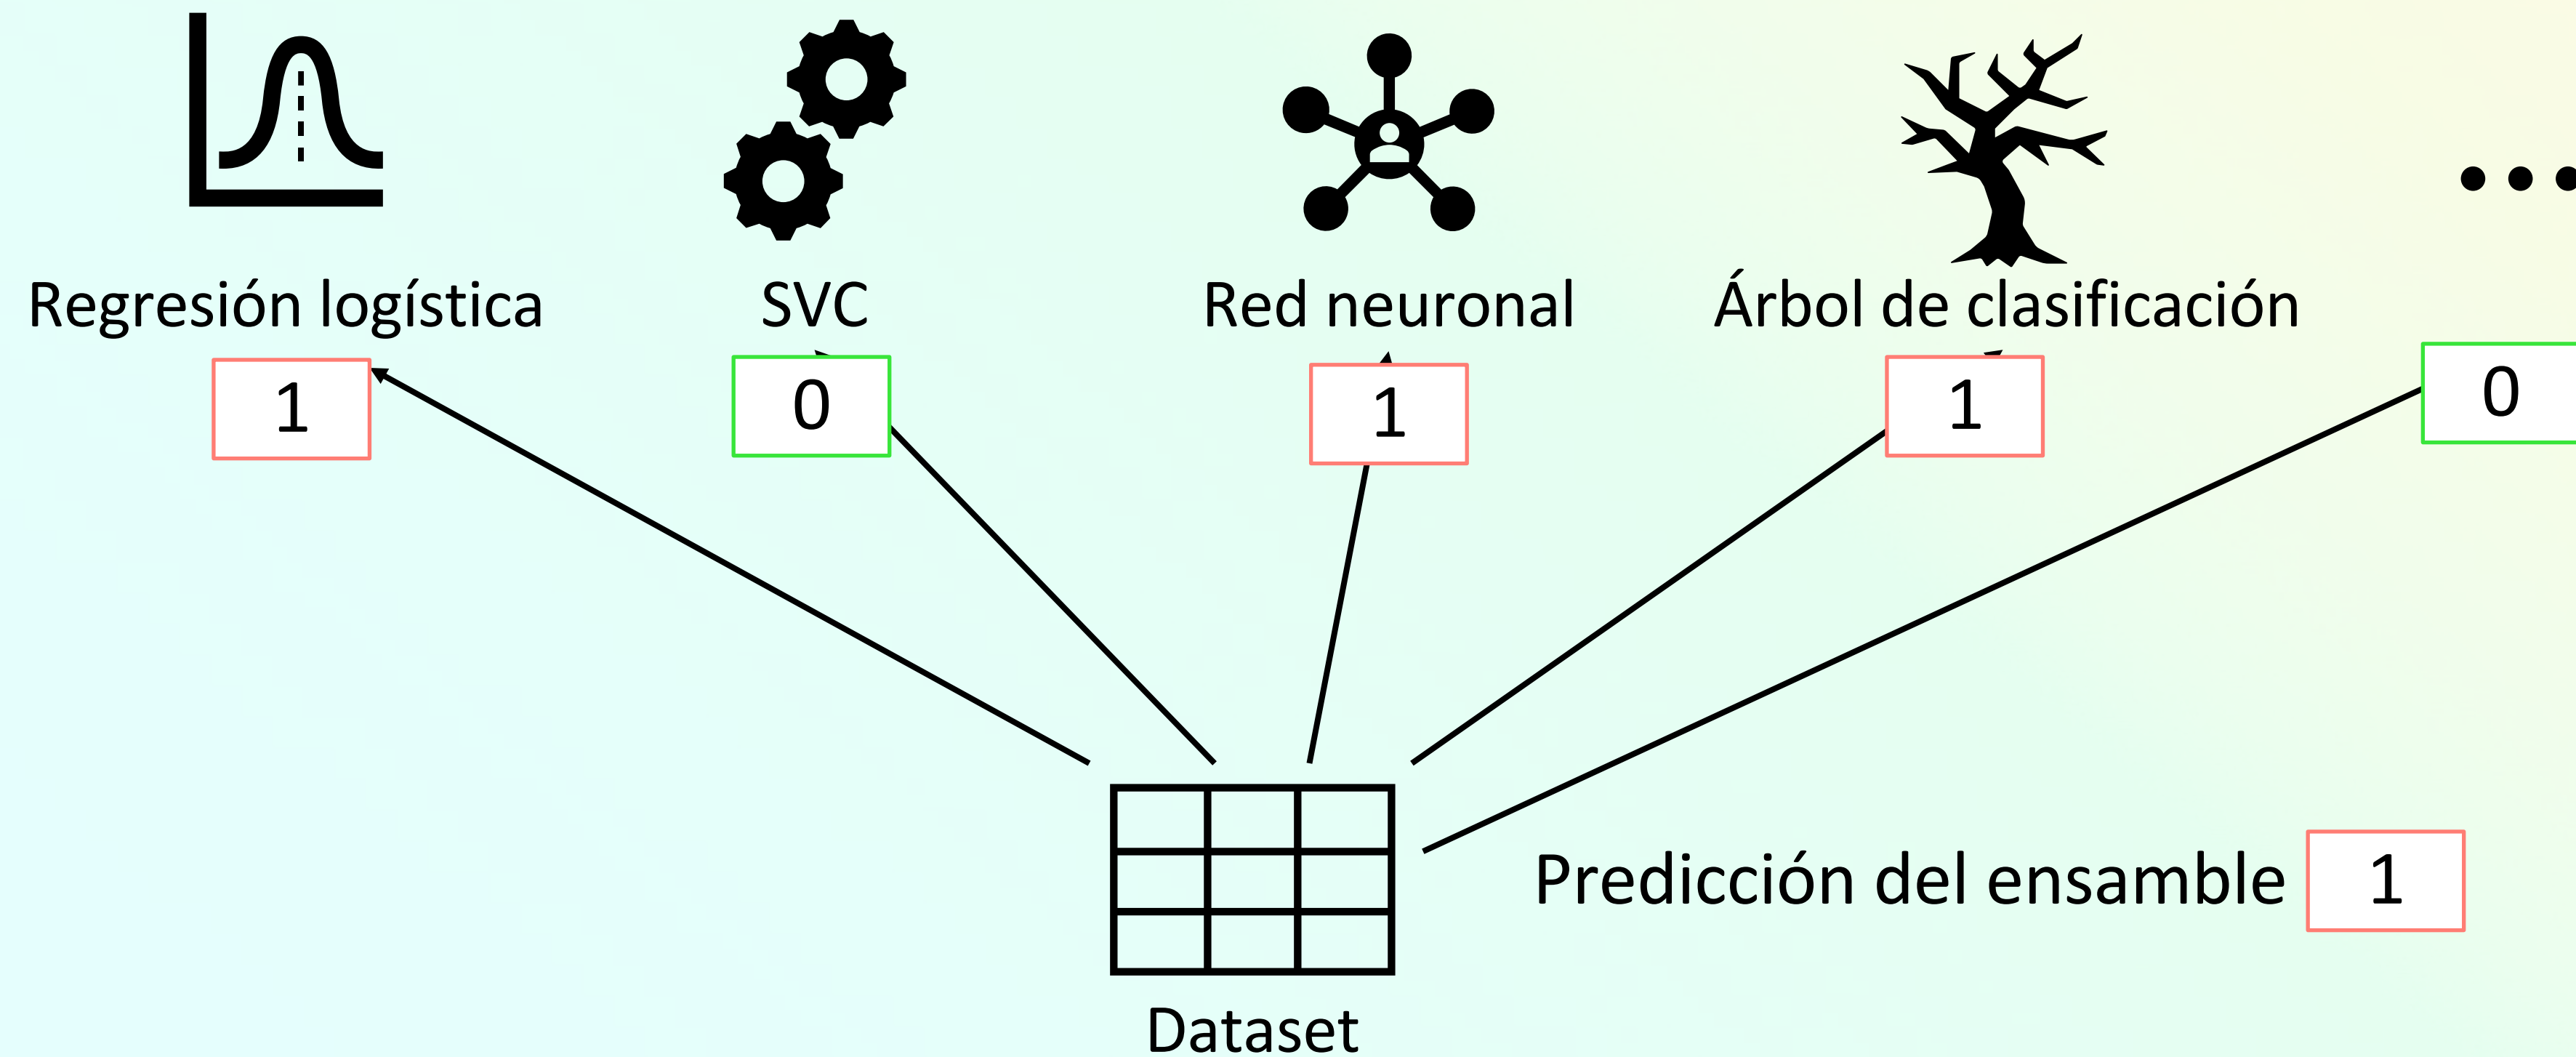 Regresión logística
SVC
Red neuronal
Árbol de clasificación
...
1
0
1
1
0
Predicción del ensamble 1
Dataset